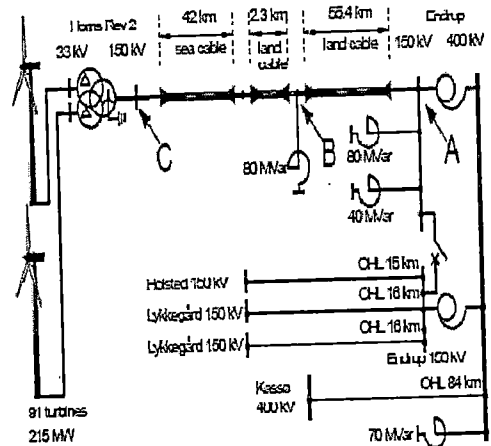 Horns Rev 2
33 kV 150 kV
42 km
sea cable
2.3 km
land
cable
55.4 km
land cable
Endrup
150 kV 400 kV
C
B
A
80 MVar
80 MVar
40 MVar
OHL 15 km
Holsted 150 kV
OHL 16 km
Lykkegård 150 kV
OHL 16 km
Lykkegård 150 kV
Endrup 150 kV
Kasso
400 kV
OHL 84 km
91 turbines
215 MW
70 MVar